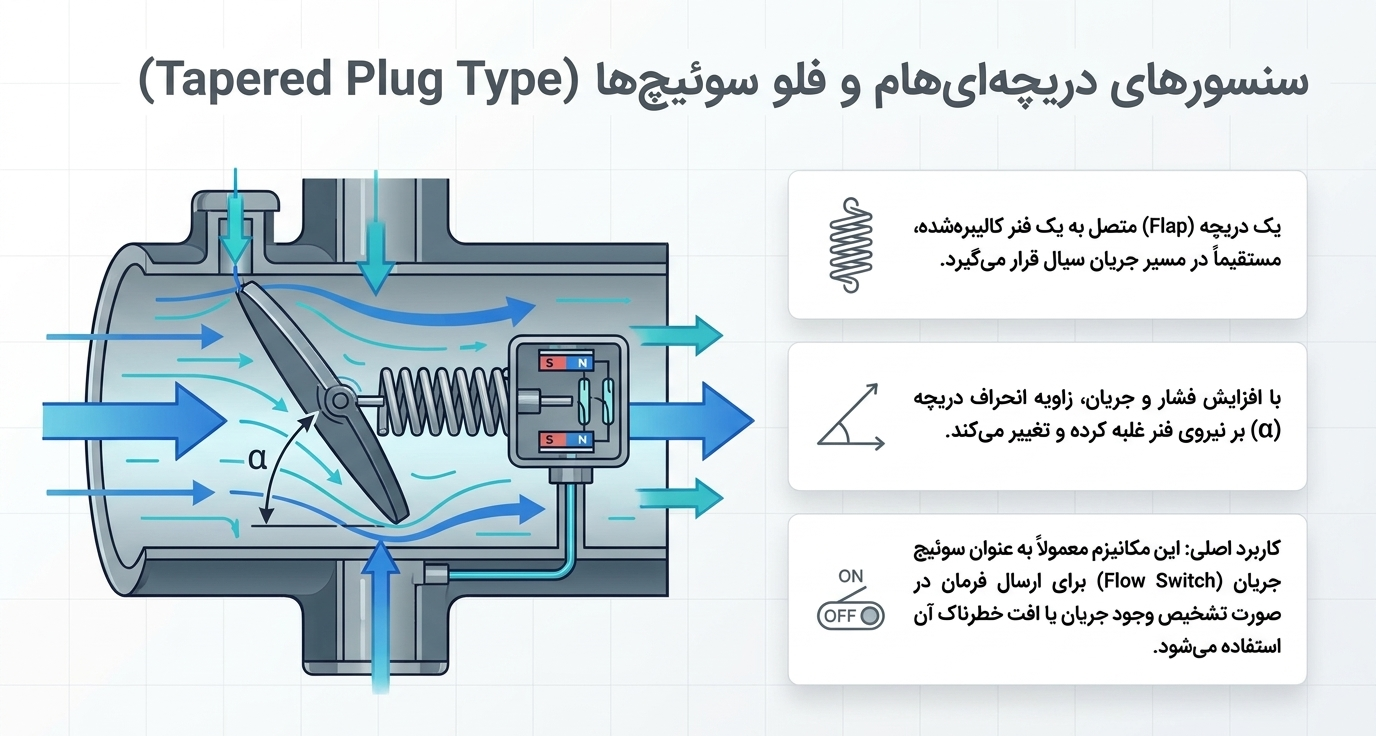 سنسورهای دریچه‌ای‌هام و فلو سوئیچ‌ها (Tapered Plug Type)
یک دریچه (Flap) متصل به یک فنر کالیبره‌شده،
مستقیماً در مسیر جریان سیال قرار می‌گیرد.
با افزایش فشار و جریان، زاویه انحراف دریچه
(α) بر نیروی فنر غلبه کرده و تغییر می‌کند.
کاربرد اصلی: این مکانیزم معمولاً به عنوان سوئیچ
جریان (Flow Switch) برای ارسال فرمان در
صورت تشخیص وجود جریان یا افت خطرناک آن
استفاده می‌شود.
ON
OFF
S N
S N
α